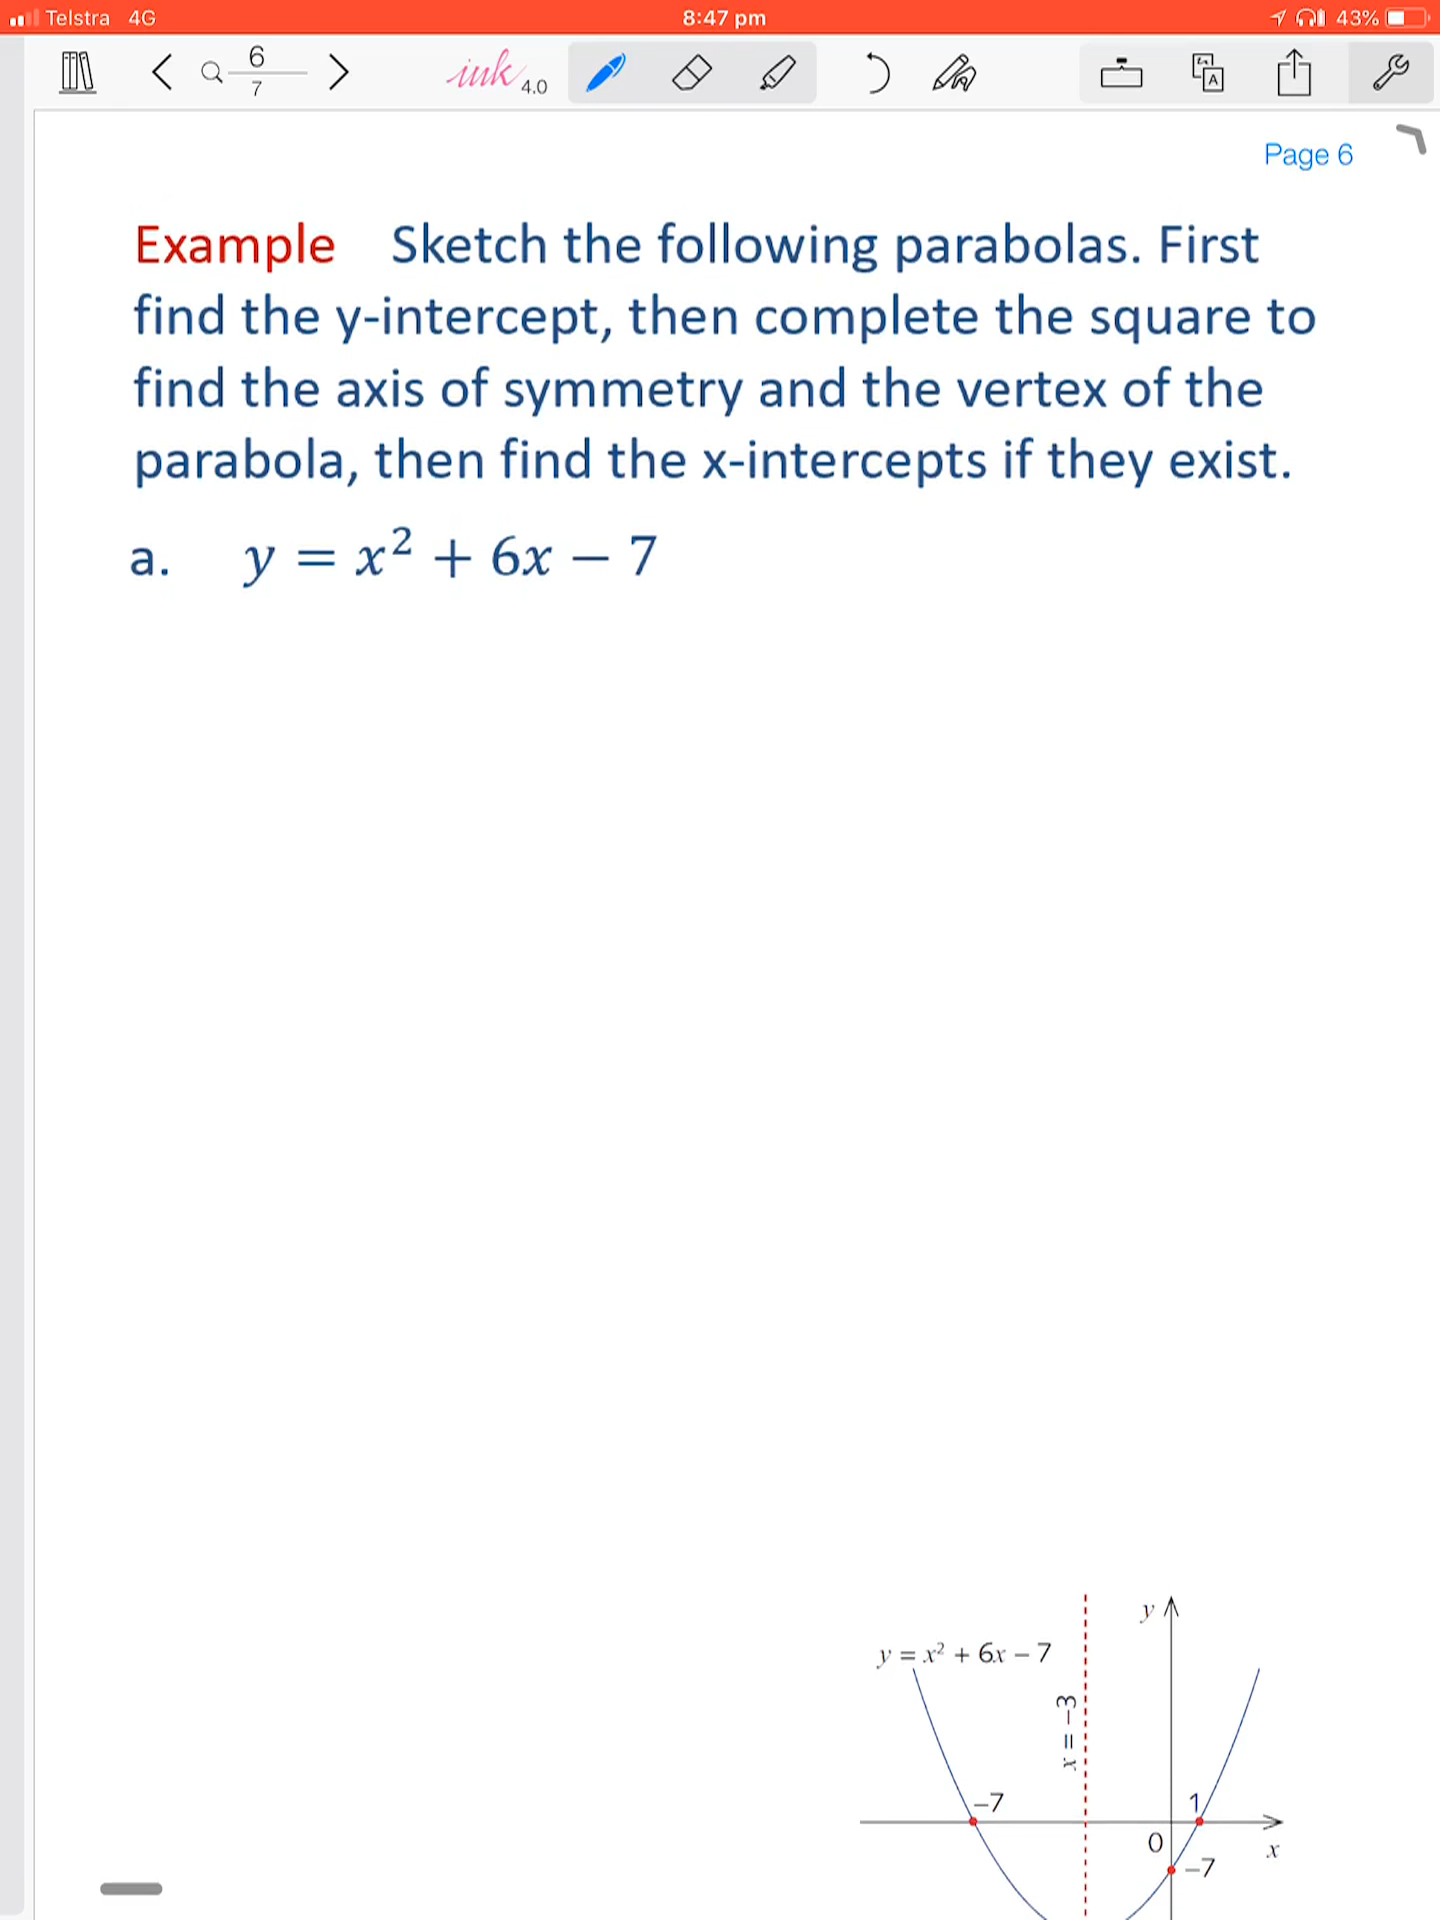 Telstra 4G 8:47 pm 43%
6
7
ink 4.0
A
Page 6
Example Sketch the following parabolas. First
find the y-intercept, then complete the square to
find the axis of symmetry and the vertex of the
parabola, then find the x-intercepts if they exist.
a. y = x² + 6x − 7
y
y = x² + 6x − 7
x = −3
−7
1
0
x
−7